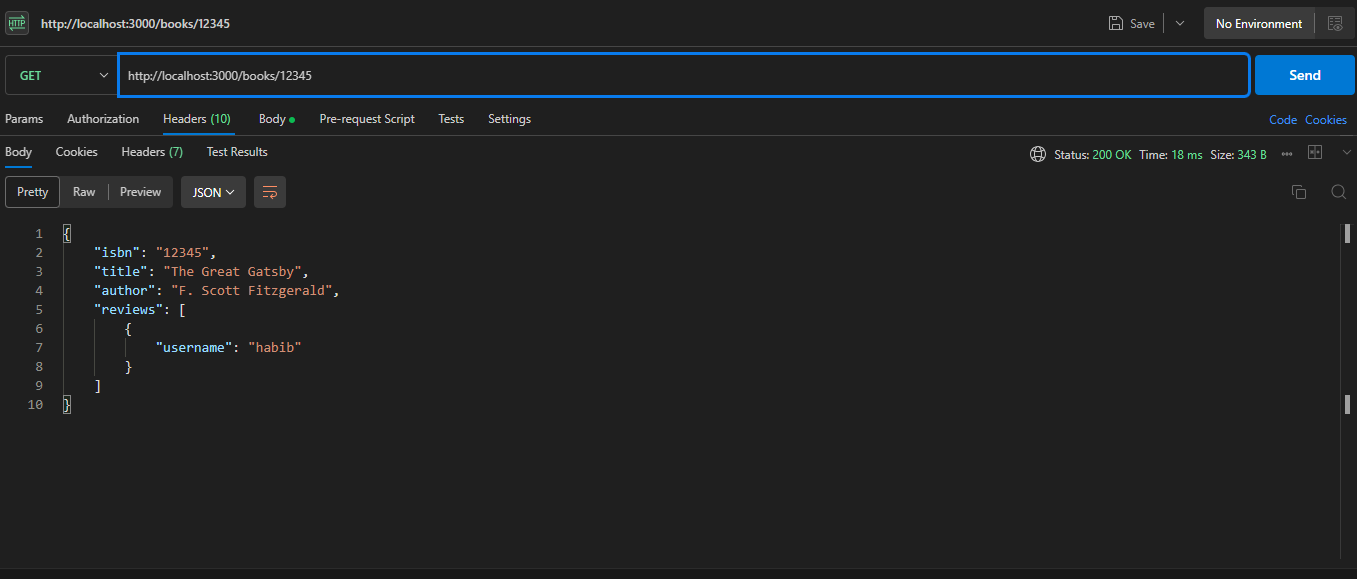 HTTP http://localhost:3000/books/12345 Save No Environment
GET http://localhost:3000/books/12345 Send
Params Authorization Headers (10) Body Pre-request Script Tests Settings Code Cookies
Body Cookies Headers (7) Test Results Status: 200 OK Time: 18 ms Size: 343 B
Pretty Raw Preview JSON
1 {
2 "isbn": "12345",
3 "title": "The Great Gatsby",
4 "author": "F. Scott Fitzgerald",
5 "reviews": [
6 {
7 "username": "habib"
8 }
9 ]
10 }